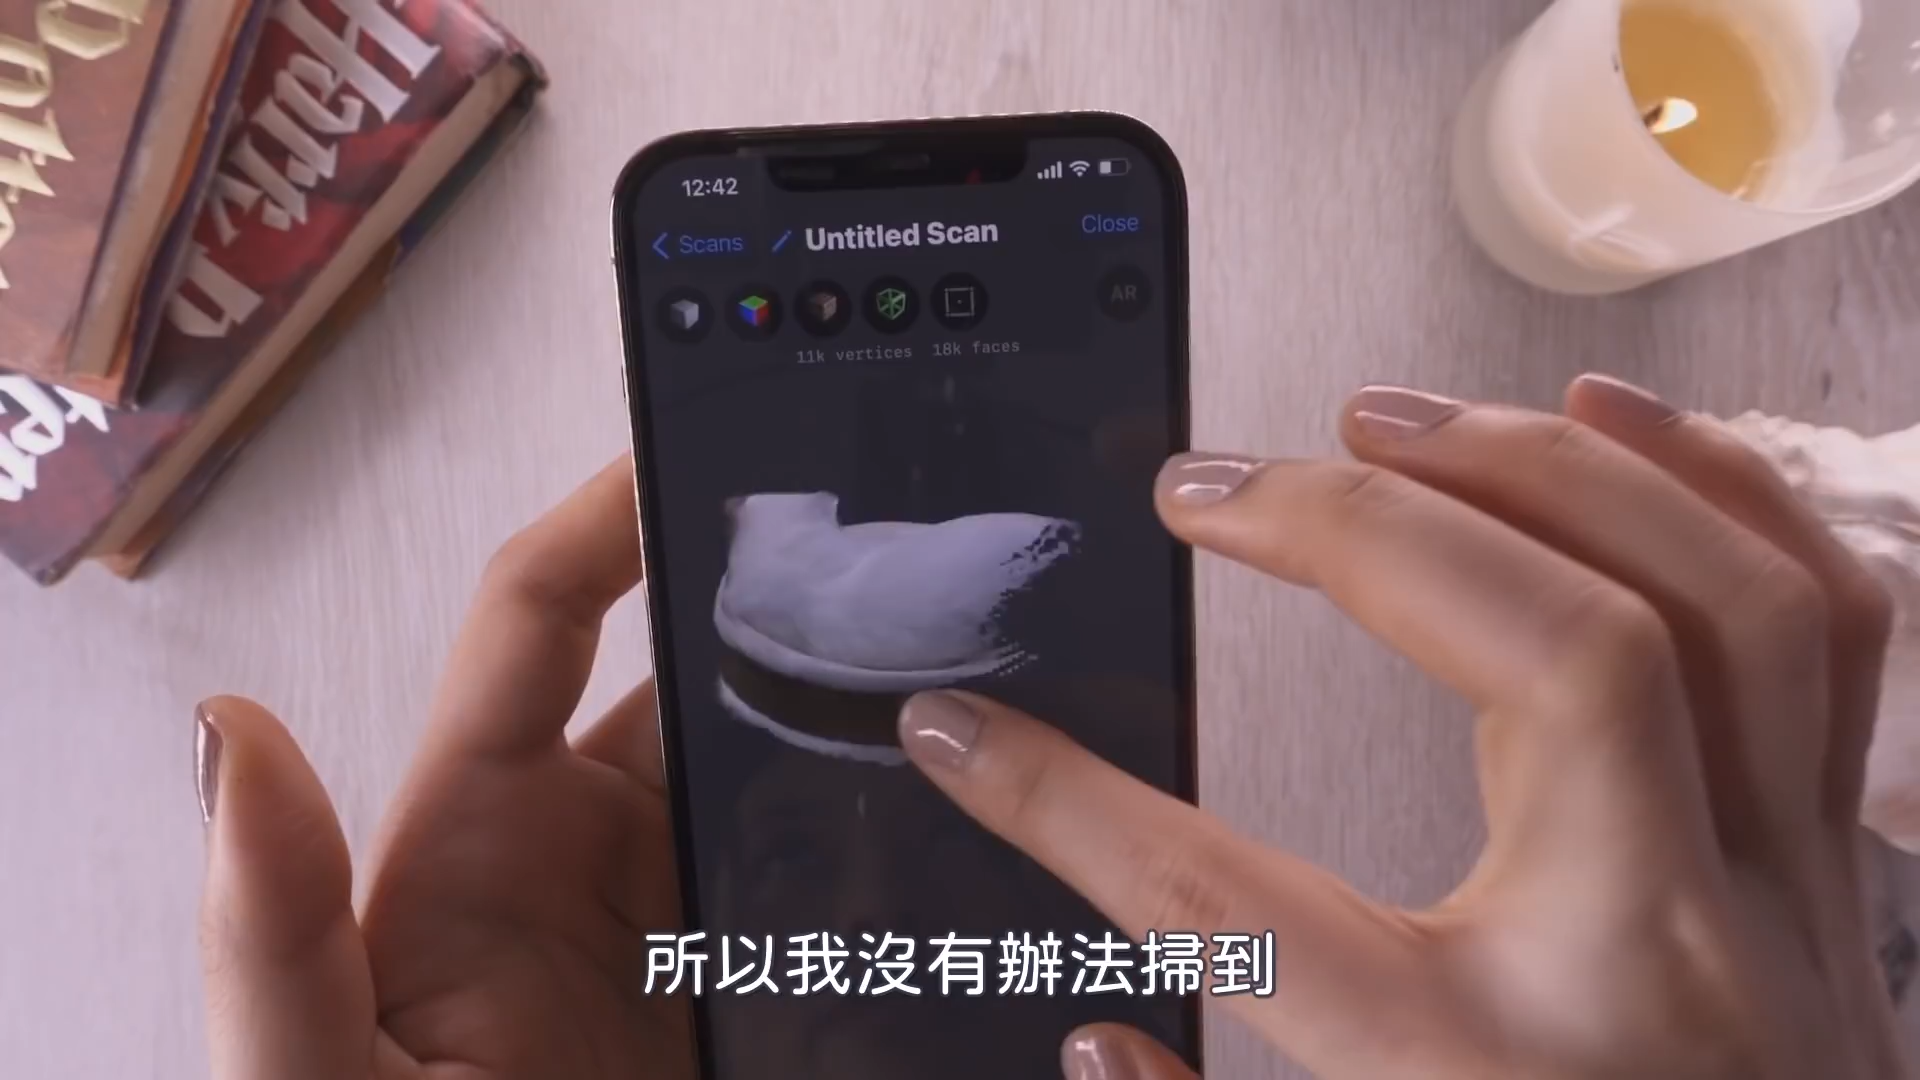 Harry
12:42
Scans
Untitled Scan
Close
AR
11k vertices 18k faces
所以我沒有辦法掃到